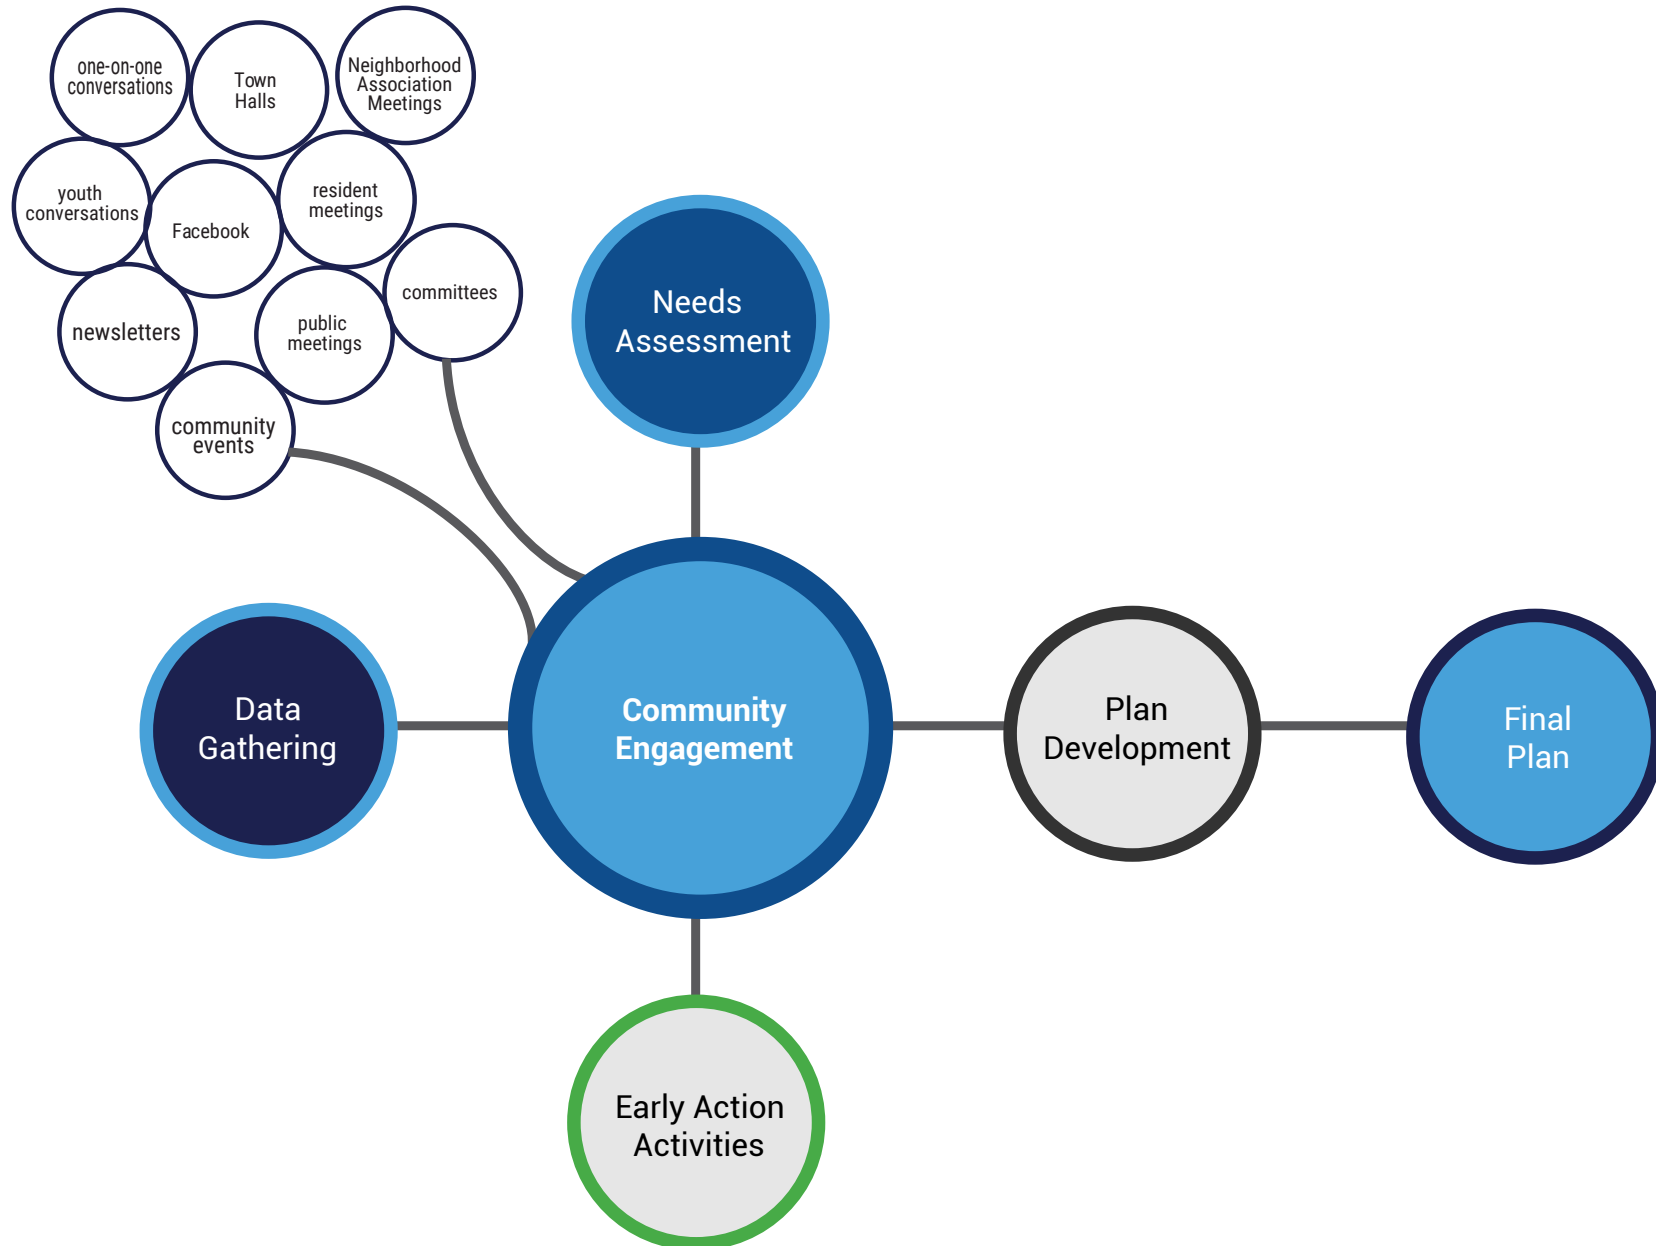 one-on-one
conversations
Town
Halls
Neighborhood
Association
Meetings
youth
conversations
Facebook
resident
meetings
committees
newsletters
public
meetings
community
events
Needs
Assessment
Data
Gathering
Community
Engagement
Plan
Development
Final
Plan
Early Action
Activities